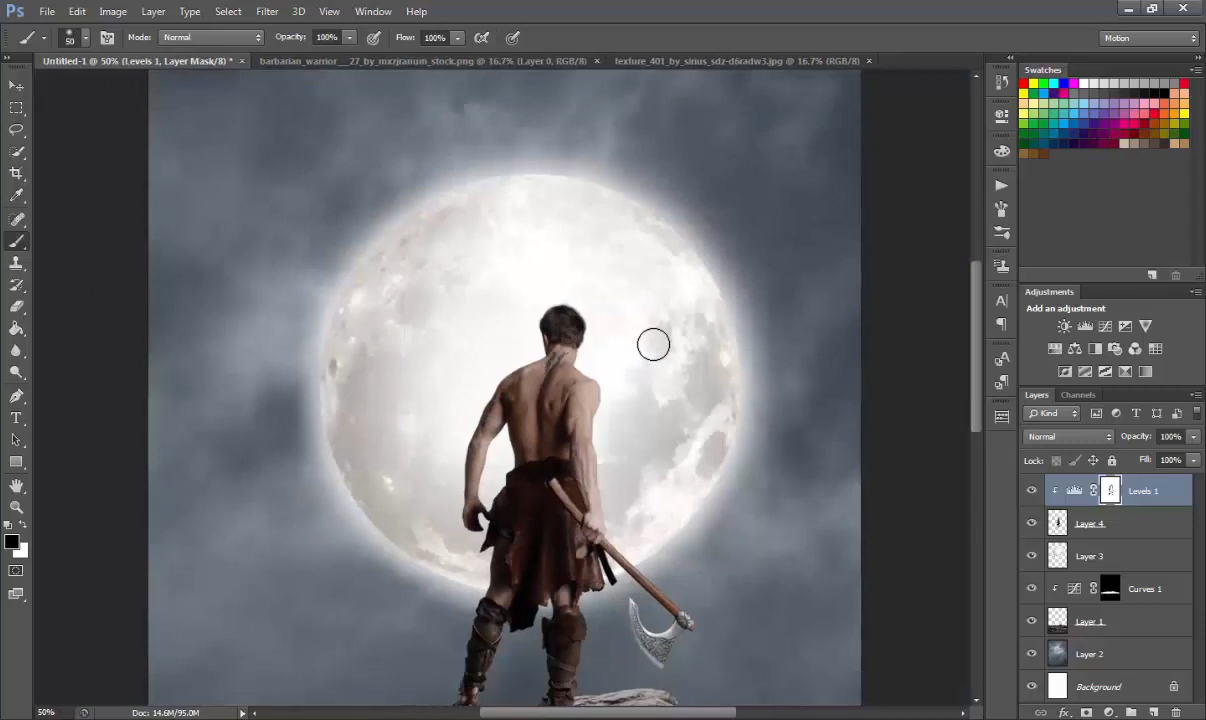 Ps File Edit Image Layer Type Select Filter 3D View Window Help
50 Mode: Normal Opacity: 100% Flow: 100% Motion
Untitled-1 @ 50% (Levels 1, Layer Mask/8) * × barbarian_warrior___27_by_mxzjranum_stock.png @ 16.7% (Layer 0, RGB/8) × texture_401_by_sirius_sdz-d6radw3.jpg @ 16.7% (RGB/8) ×
Swatches
Adjustments
Add an adjustment
Layers Channels
Kind
Normal Opacity: 100%
Lock: Fill: 100%
Levels 1
Layer 4
Layer 3
Curves 1
Layer 1
Layer 2
Background
50% Doc: 14.6M/95.0M